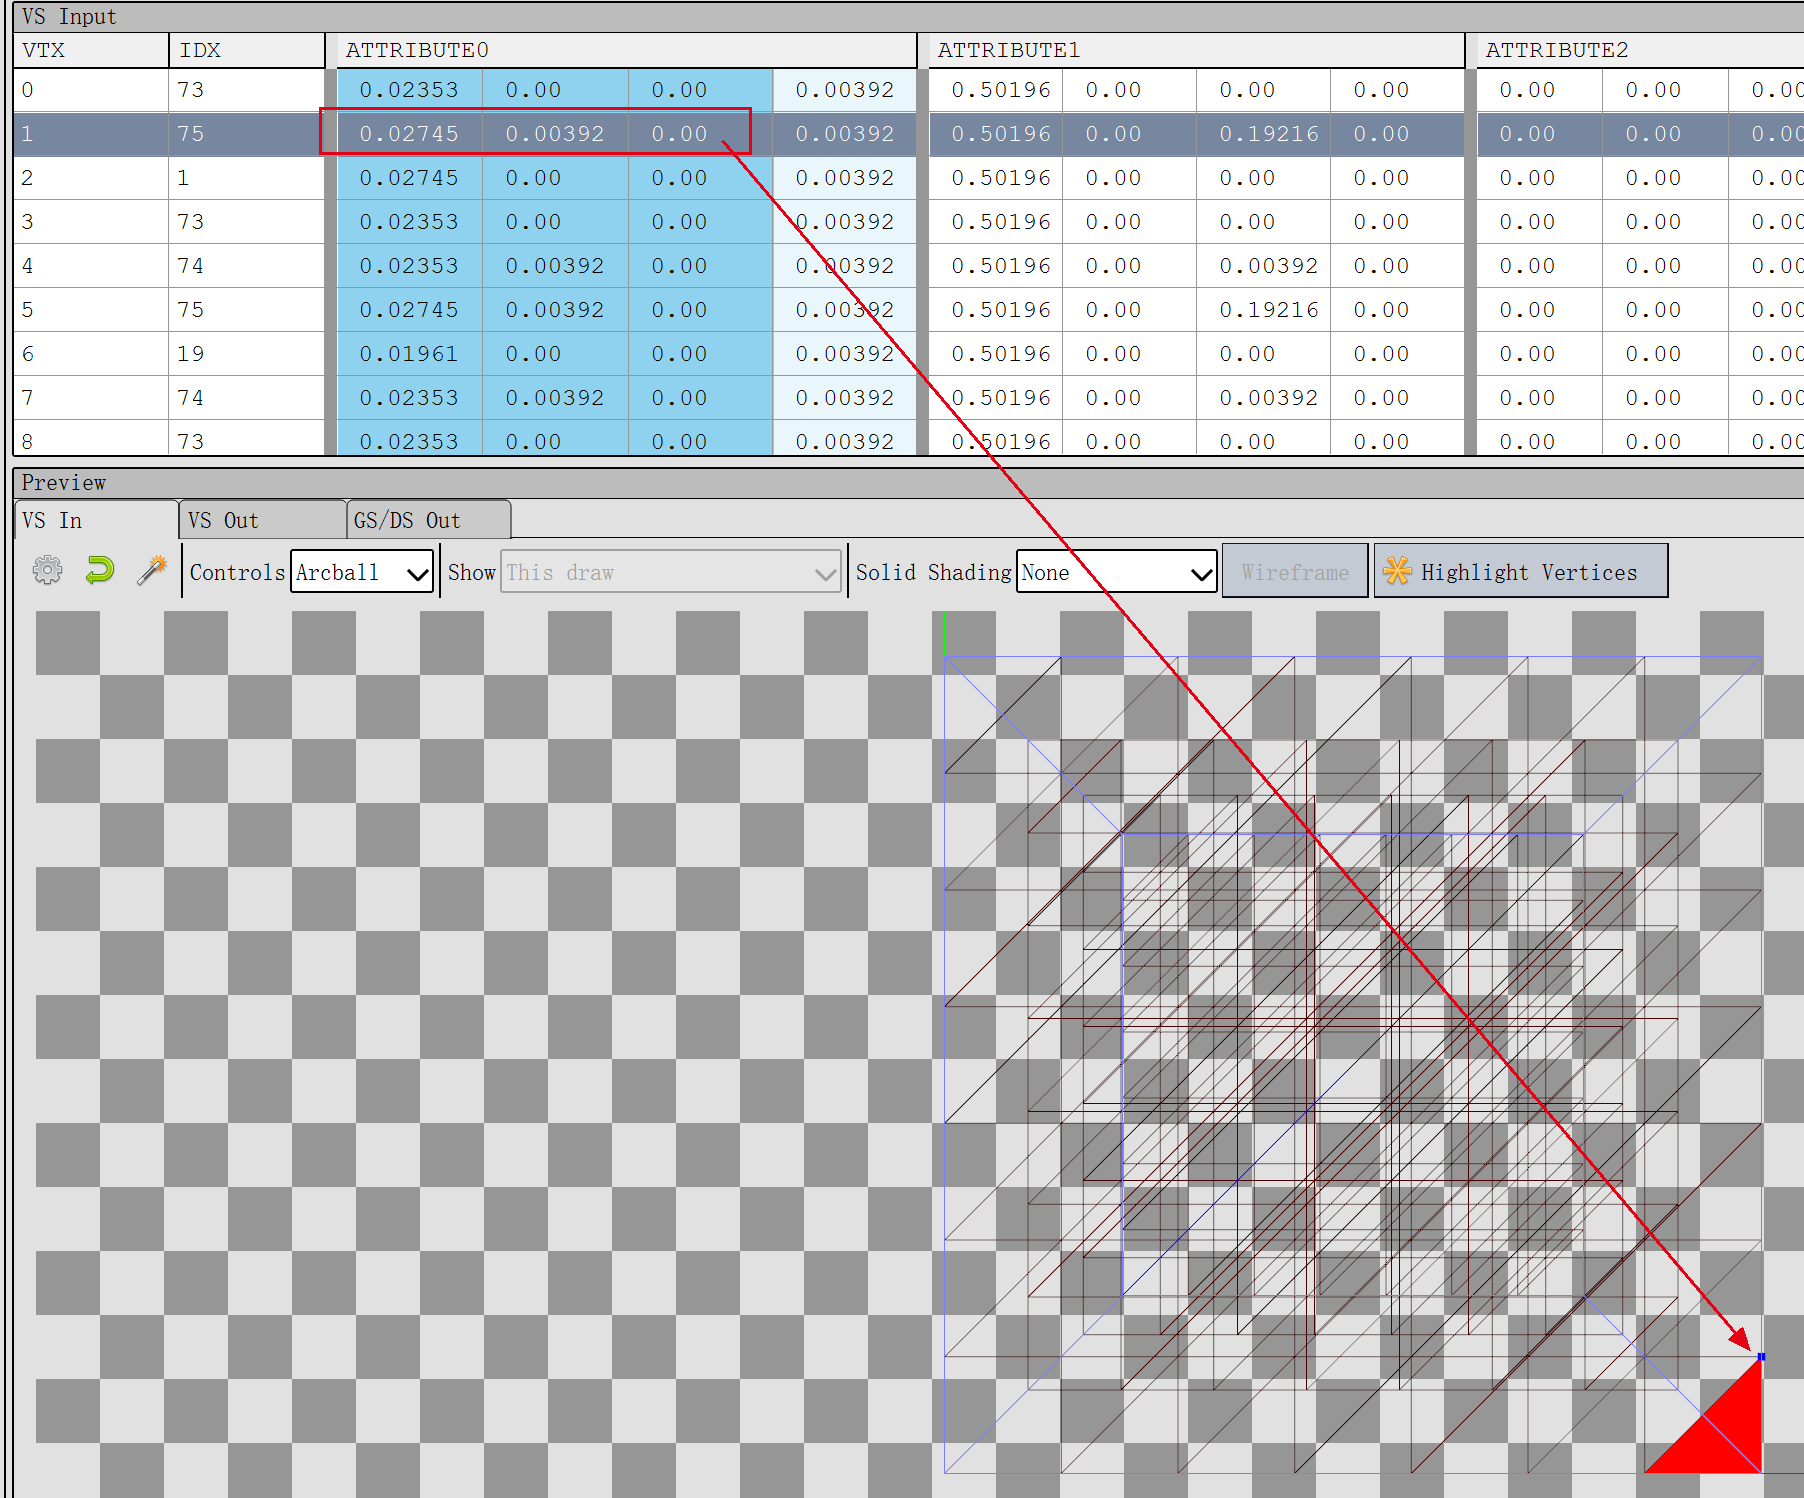 VS Input
VTX IDX ATTRIBUTE0 ATTRIBUTE1 ATTRIBUTE2
0 73 0.02353 0.00 0.00 0.00392 0.50196 0.00 0.00 0.00 0.00 0.00 0.00
1 75 0.02745 0.00392 0.00 0.00392 0.50196 0.00 0.19216 0.00 0.00 0.00 0.00
2 1 0.02745 0.00 0.00 0.00392 0.50196 0.00 0.00 0.00 0.00 0.00 0.00
3 73 0.02353 0.00 0.00 0.00392 0.50196 0.00 0.00 0.00 0.00 0.00 0.00
4 74 0.02353 0.00392 0.00 0.00392 0.50196 0.00 0.00392 0.00 0.00 0.00 0.00
5 75 0.02745 0.00392 0.00 0.00392 0.50196 0.00 0.19216 0.00 0.00 0.00 0.00
6 19 0.01961 0.00 0.00 0.00392 0.50196 0.00 0.00 0.00 0.00 0.00 0.00
7 74 0.02353 0.00392 0.00 0.00392 0.50196 0.00 0.00392 0.00 0.00 0.00 0.00
8 73 0.02353 0.00 0.00 0.00392 0.50196 0.00 0.00 0.00 0.00 0.00 0.00
Preview
VS In VS Out GS/DS Out
Controls Arcball Show This draw Solid Shading None Wireframe Highlight Vertices